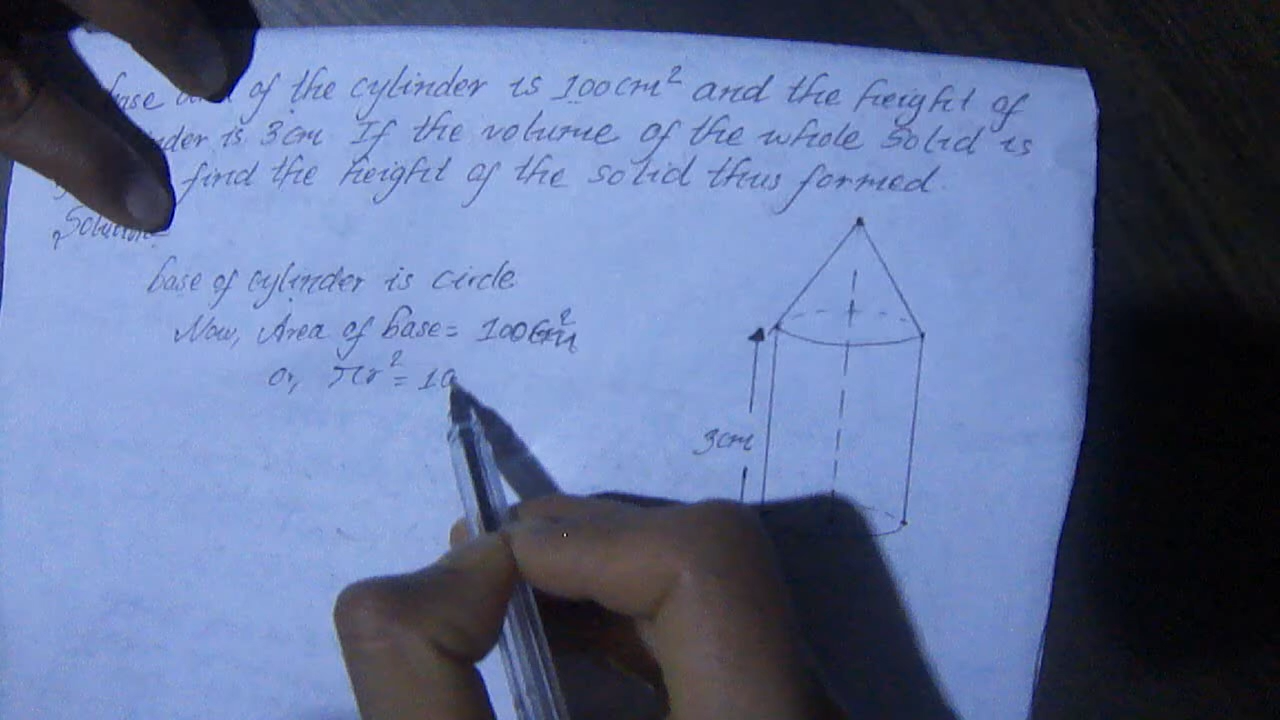 of the cylinder is 100cm² and the height of
is 3cm If the volume of the whole solid is
find the height of the solid thus formed.
Solution
base of cylinder is circle
Now, Area of base = 100cm²
or, πr² = 10
3cm